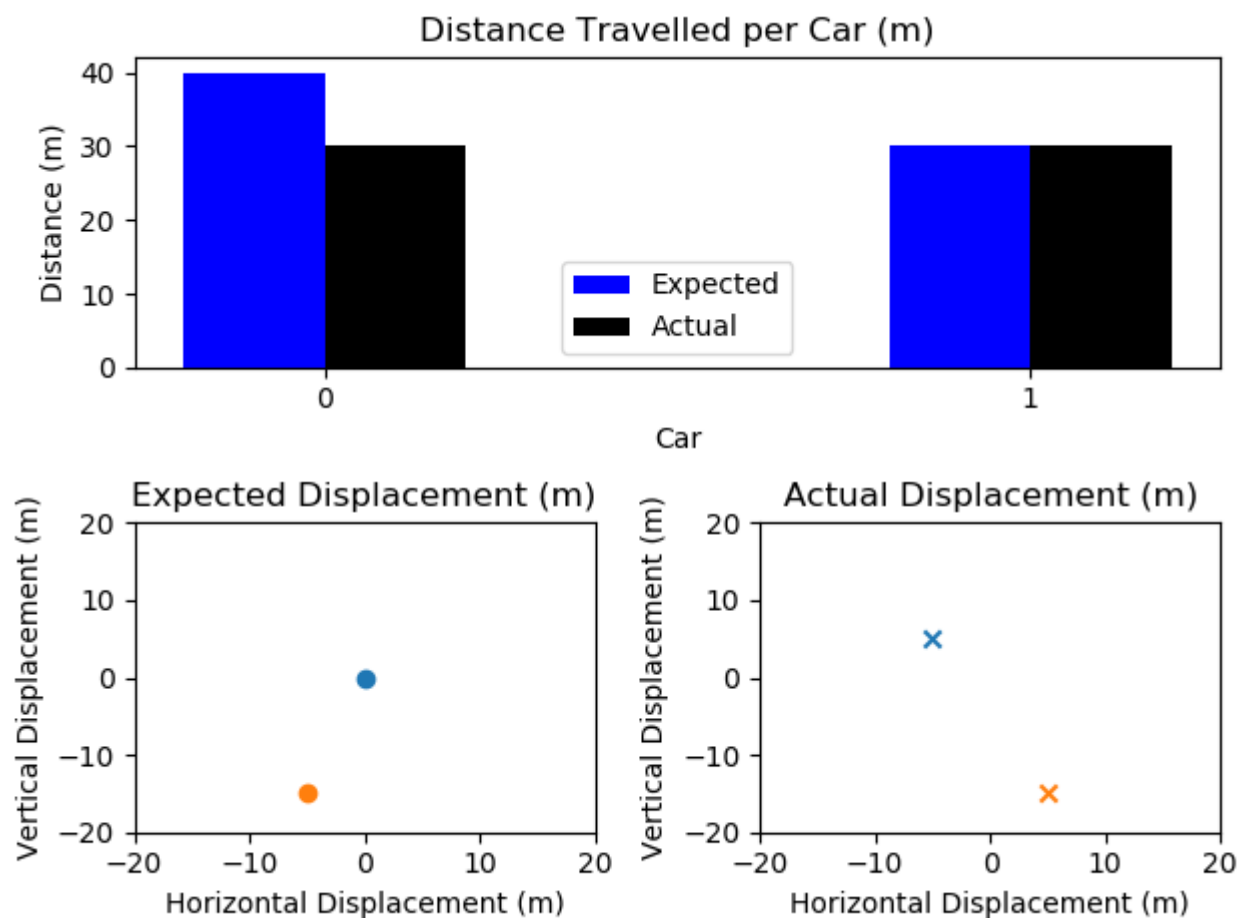 Distance Travelled per Car (m)
Distance (m)
40
30
20
10
0
Expected
Actual
0 1
Car
Expected Displacement (m)
Vertical Displacement (m)
20
10
0
−10
−20
−20 −10 0 10 20
Horizontal Displacement (m)
Actual Displacement (m)
Vertical Displacement (m)
20
10
0
−10
−20
−20 −10 0 10 20
Horizontal Displacement (m)